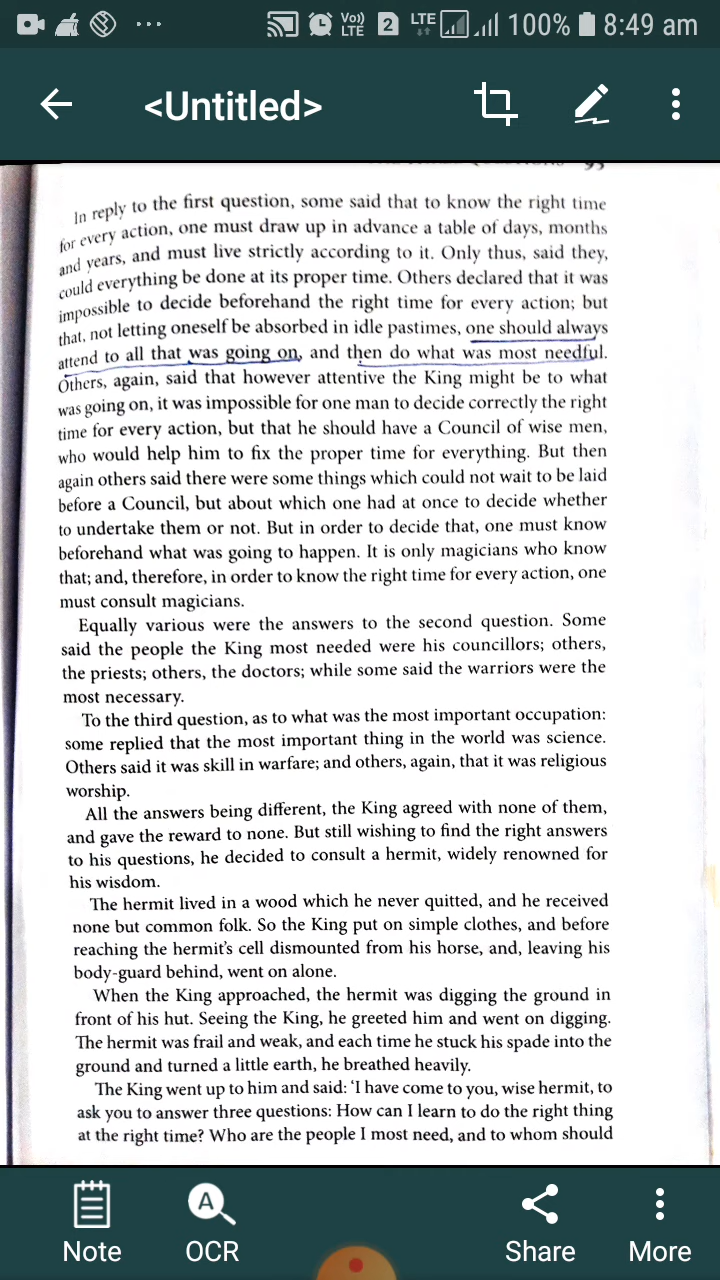 Vo))
LTE
2
LTE
100%
8:49 am
<Untitled>
93
In reply to the first question, some said that to know the right time
for every action, one must draw up in advance a table of days, months
and years, and must live strictly according to it. Only thus, said they,
could everything be done at its proper time. Others declared that it was
impossible to decide beforehand the right time for every action; but
that, not letting oneself be absorbed in idle pastimes, one should always
attend to all that was going on, and then do what was most needful.
Others, again, said that however attentive the King might be to what
was going on, it was impossible for one man to decide correctly the right
time for every action, but that he should have a Council of wise men,
who would help him to fix the proper time for everything. But then
again others said there were some things which could not wait to be laid
before a Council, but about which one had at once to decide whether
to undertake them or not. But in order to decide that, one must know
beforehand what was going to happen. It is only magicians who know
that; and, therefore, in order to know the right time for every action, one
must consult magicians.
Equally various were the answers to the second question. Some
said the people the King most needed were his councillors; others,
the priests; others, the doctors; while some said the warriors were the
most necessary.
To the third question, as to what was the most important occupation:
some replied that the most important thing in the world was science.
Others said it was skill in warfare; and others, again, that it was religious
worship.
All the answers being different, the King agreed with none of them,
and gave the reward to none. But still wishing to find the right answers
to his questions, he decided to consult a hermit, widely renowned for
his wisdom.
The hermit lived in a wood which he never quitted, and he received
none but common folk. So the King put on simple clothes, and before
reaching the hermit's cell dismounted from his horse, and, leaving his
body-guard behind, went on alone.
When the King approached, the hermit was digging the ground in
front of his hut. Seeing the King, he greeted him and went on digging.
The hermit was frail and weak, and each time he stuck his spade into the
ground and turned a little earth, he breathed heavily.
The King went up to him and said: 'I have come to you, wise hermit, to
ask you to answer three questions: How can I learn to do the right thing
at the right time? Who are the people I most need, and to whom should
A
Note
OCR
Share
More